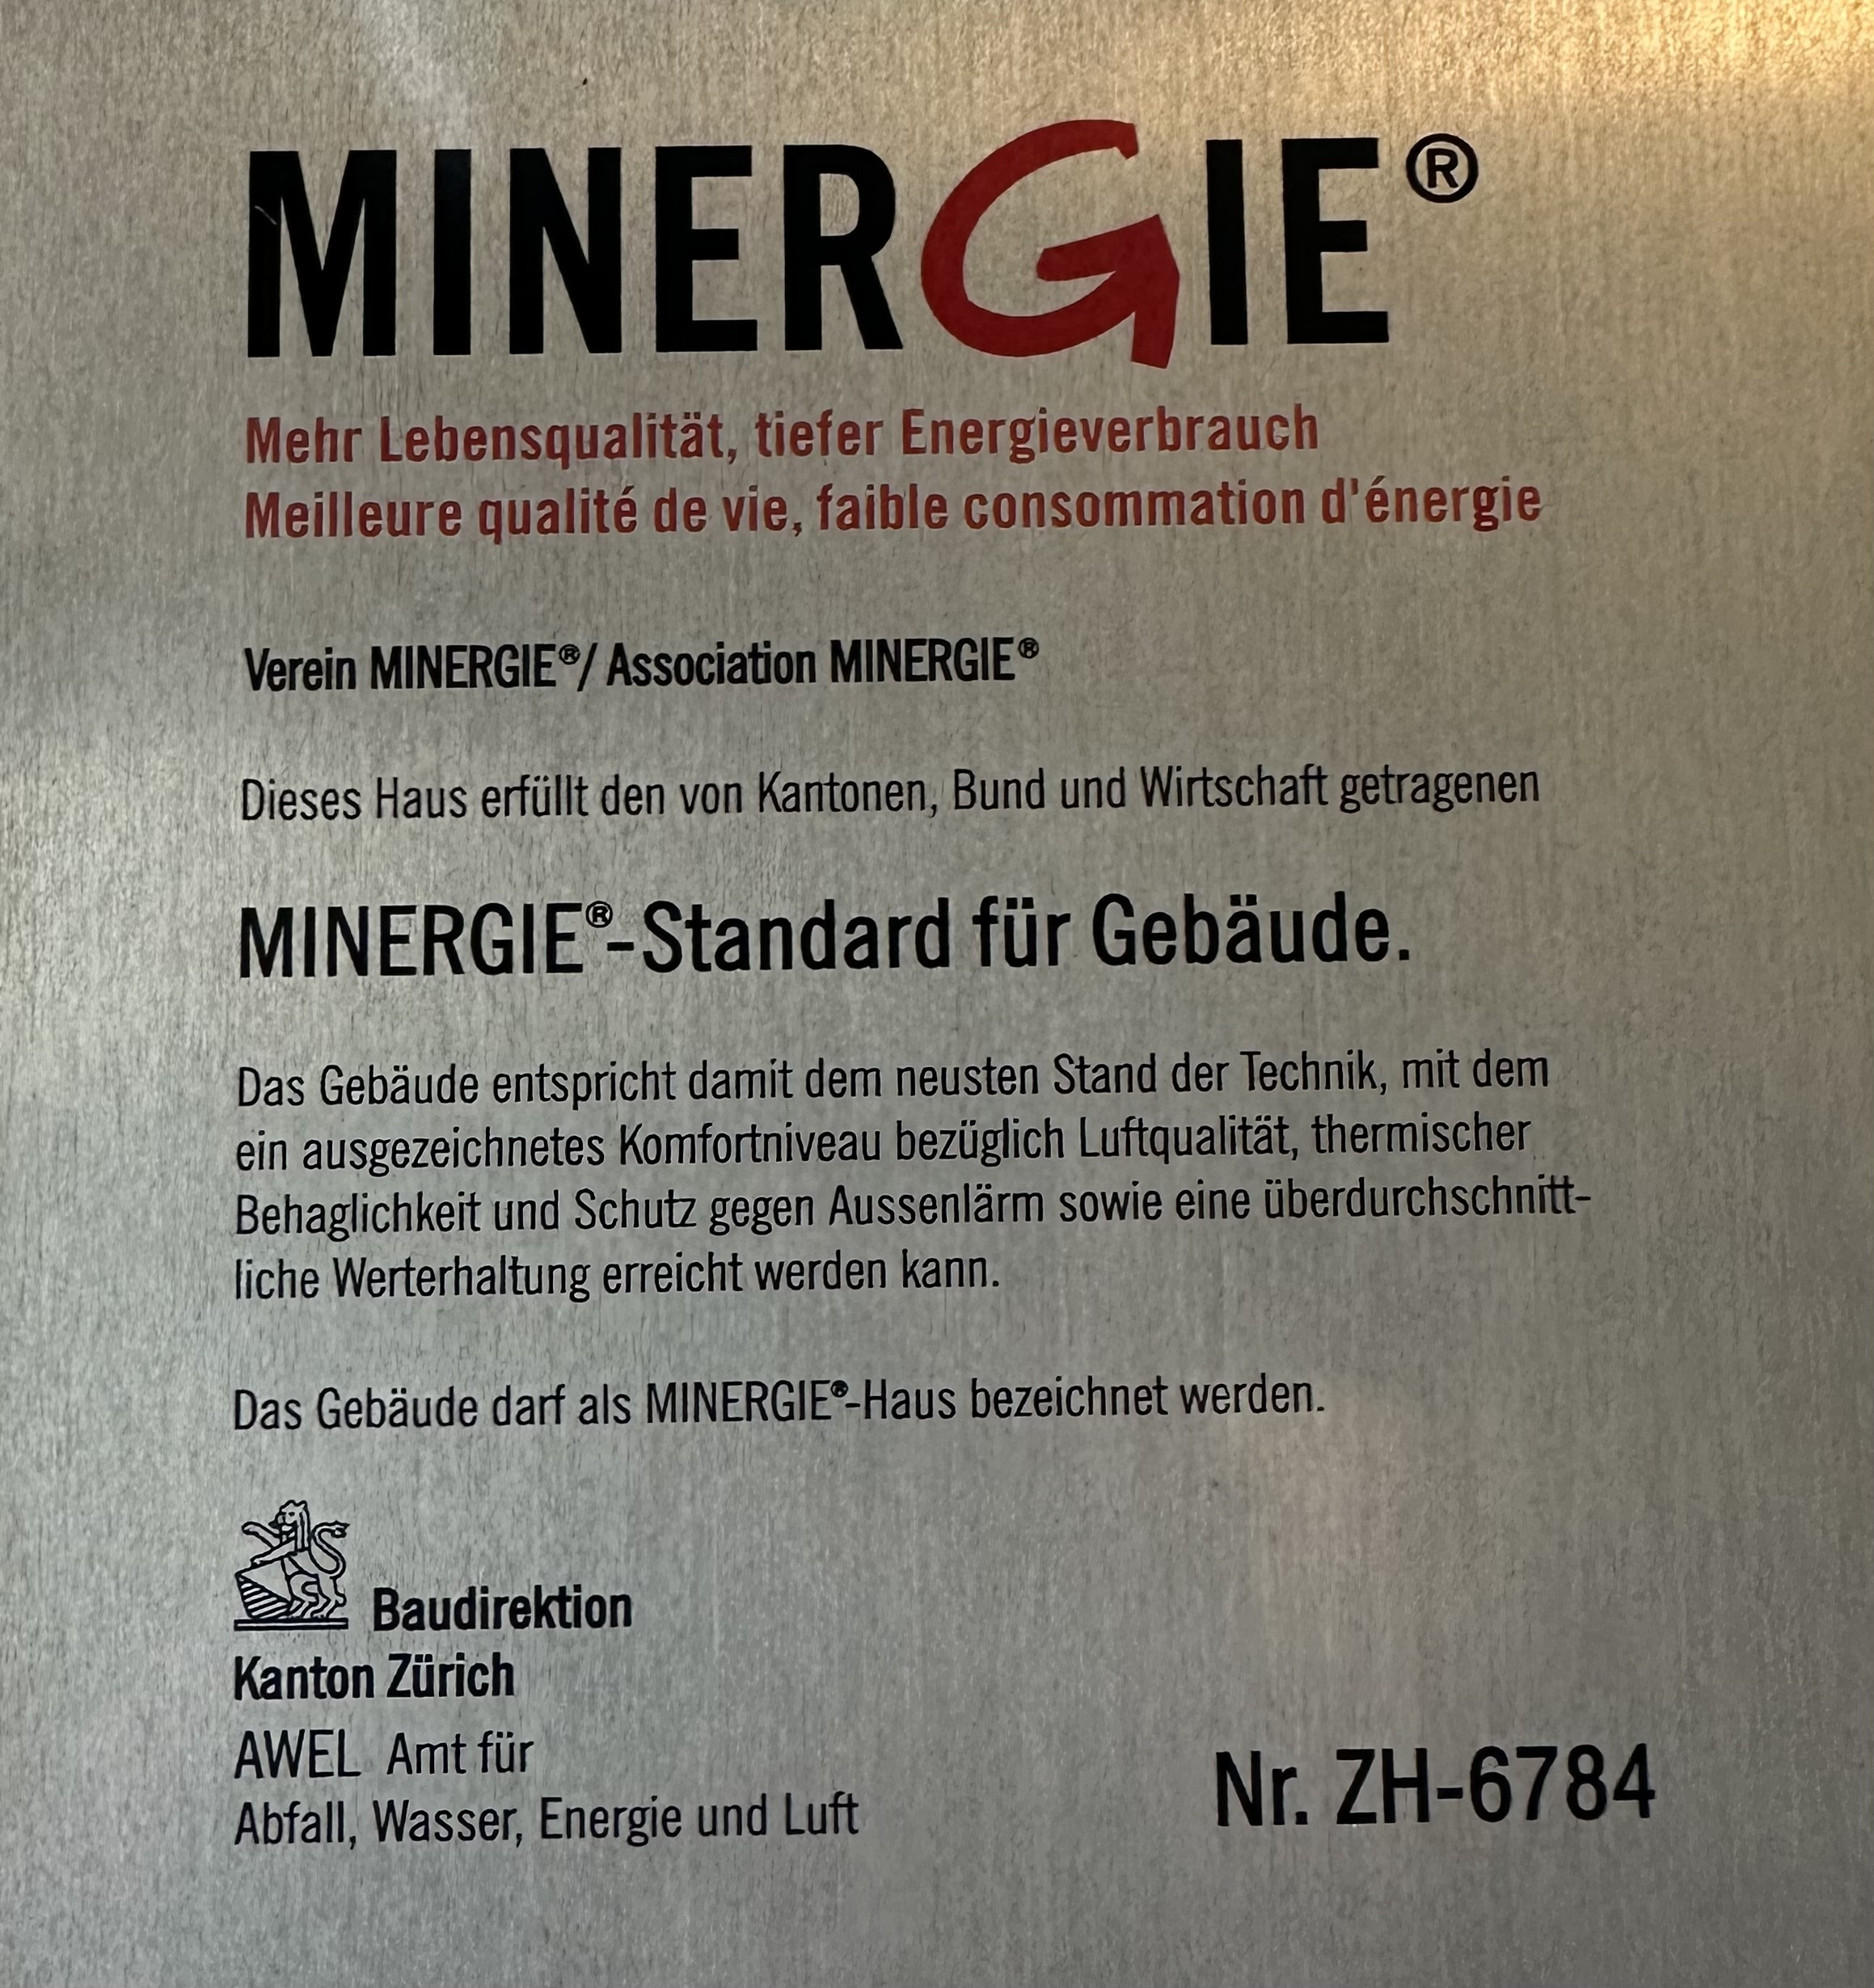 MINERGIE®
Mehr Lebensqualität, tiefer Energieverbrauch
Meilleure qualité de vie, faible consommation d'énergie
Verein MINERGIE®/ Association MINERGIE®
Dieses Haus erfüllt den von Kantonen, Bund und Wirtschaft getragenen
MINERGIE®-Standard für Gebäude.
Das Gebäude entspricht damit dem neusten Stand der Technik, mit dem
ein ausgezeichnetes Komfortniveau bezüglich Luftqualität, thermischer
Behaglichkeit und Schutz gegen Aussenlärm sowie eine überdurchschnitt-
liche Werterhaltung erreicht werden kann.
Das Gebäude darf als MINERGIE®-Haus bezeichnet werden.
Baudirektion
Kanton Zürich
AWEL Amt für
Abfall, Wasser, Energie und Luft
Nr. ZH-6784